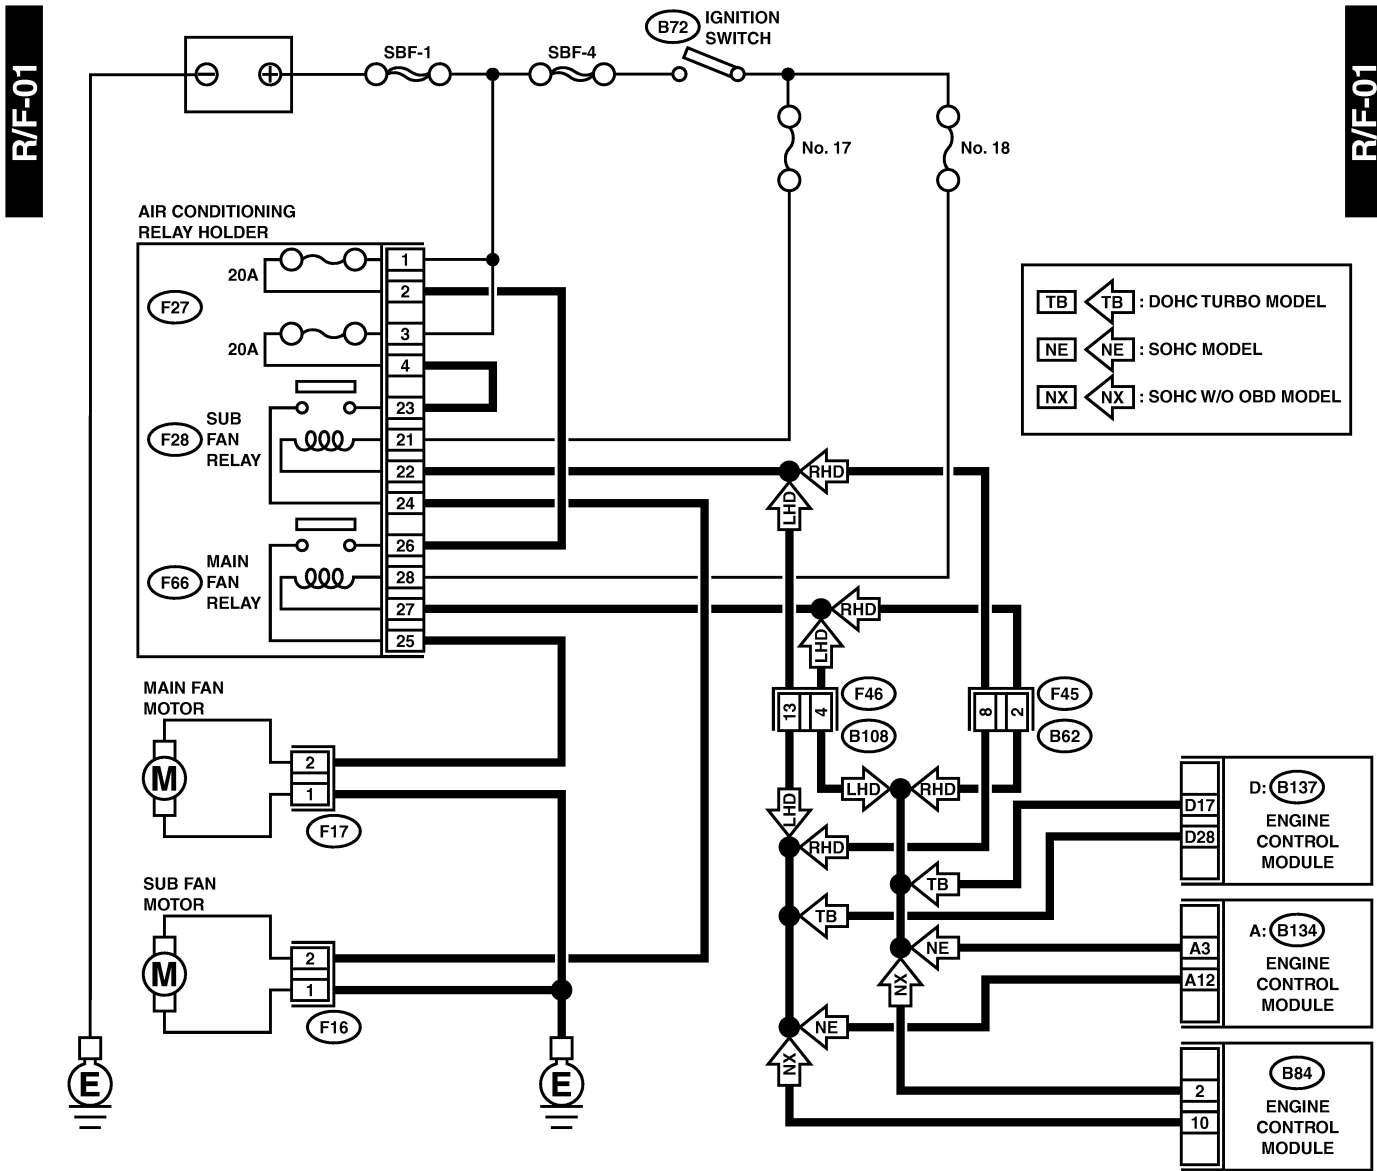 R/F-01
R/F-01
B72
IGNITION
SWITCH
SBF-1
SBF-4
No. 17
No. 18
AIR CONDITIONING
RELAY HOLDER
20A
F27
20A
F28
SUB
FAN
RELAY
F66
MAIN
FAN
RELAY
1
2
3
4
23
21
22
24
26
28
27
25
TB TB : DOHC TURBO MODEL
NE NE : SOHC MODEL
NX NX : SOHC W/O OBD MODEL
RHD
LHD
RHD
LHD
13 4
F46
B108
8 2
F45
B62
LHD
RHD
LHD
RHD
TB
TB
NE
NX
NE
NX
MAIN FAN
MOTOR
M
2
1
F17
SUB FAN
MOTOR
M
2
1
F16
E
E
D17
D28
D: B137
ENGINE
CONTROL
MODULE
A3
A12
A: B134
ENGINE
CONTROL
MODULE
2
10
B84
ENGINE
CONTROL
MODULE